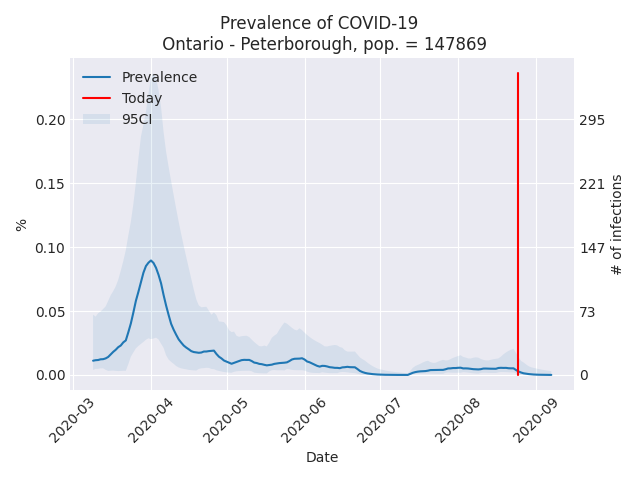 Prevalence of COVID-19
Ontario - Peterborough, pop. = 147869
Prevalence
Today
95CI
%
0.20
0.15
0.10
0.05
0.00
295
221
147
73
0
# of infections
2020-03
2020-04
2020-05
2020-06
2020-07
2020-08
2020-09
Date